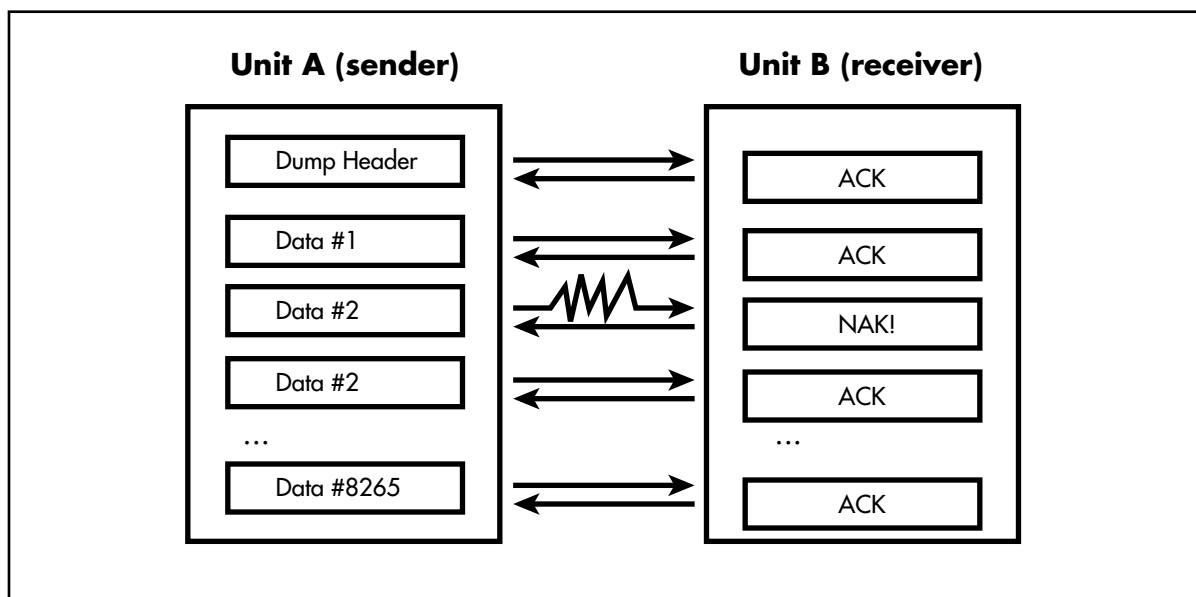 Unit A (sender)
Unit B (receiver)
Dump Header
ACK
Data #1
ACK
Data #2
NAK!
Data #2
ACK
...
...
Data #8265
ACK